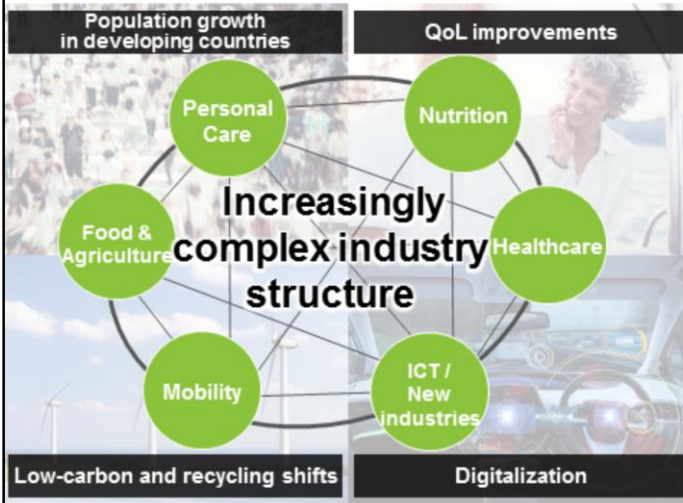 Population growth
in developing countries
QoL improvements
Personal
Care
Nutrition
Increasingly
complex industry
structure
Food &
Agriculture
Healthcare
Mobility
ICT /
New
industries
Low-carbon and recycling shifts
Digitalization